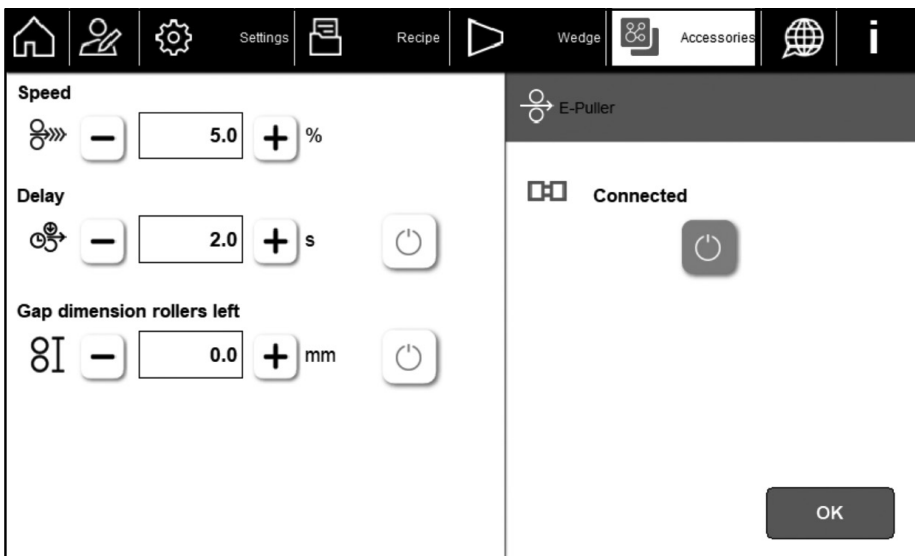 Settings
Recipe
Wedge
Accessories
i
Speed
5.0 %
Delay
2.0 s
Gap dimension rollers left
0.0 mm
E-Puller
Connected
OK